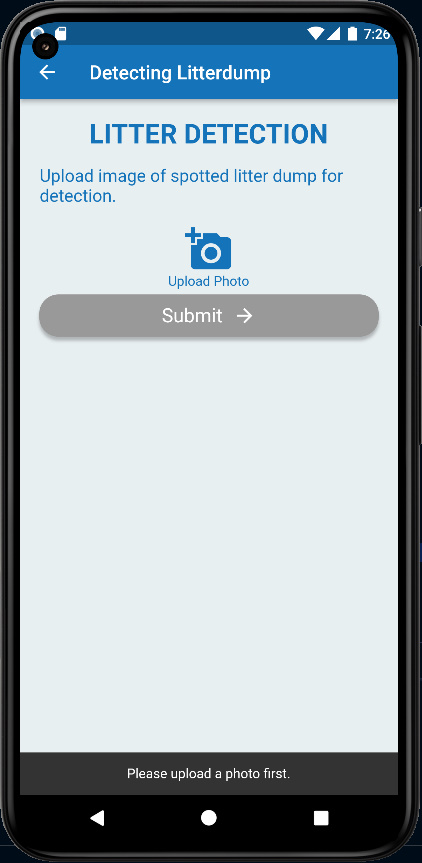 7:26
Detecting Litterdump
LITTER DETECTION
Upload image of spotted litter dump for
detection.
Upload Photo
Submit
Please upload a photo first.